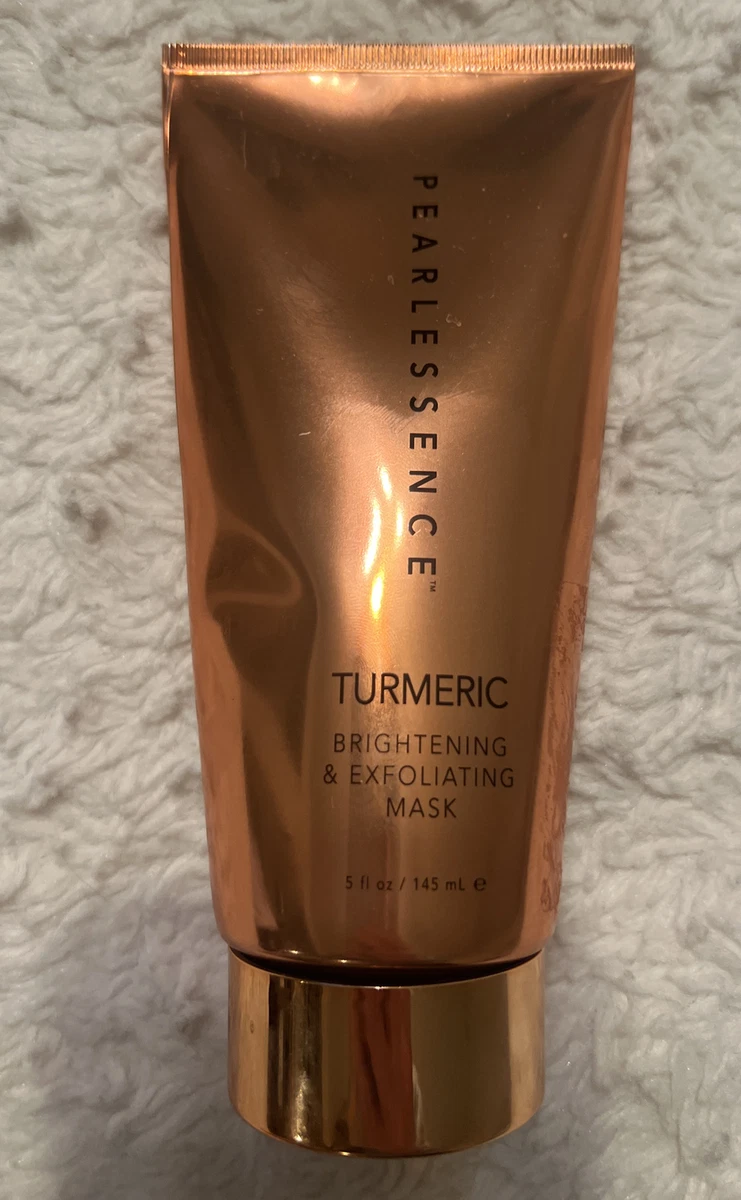 PEARLESSENCE™
TURMERIC
BRIGHTENING
& EXFOLIATING
MASK
5 fl oz / 145 mL ℮